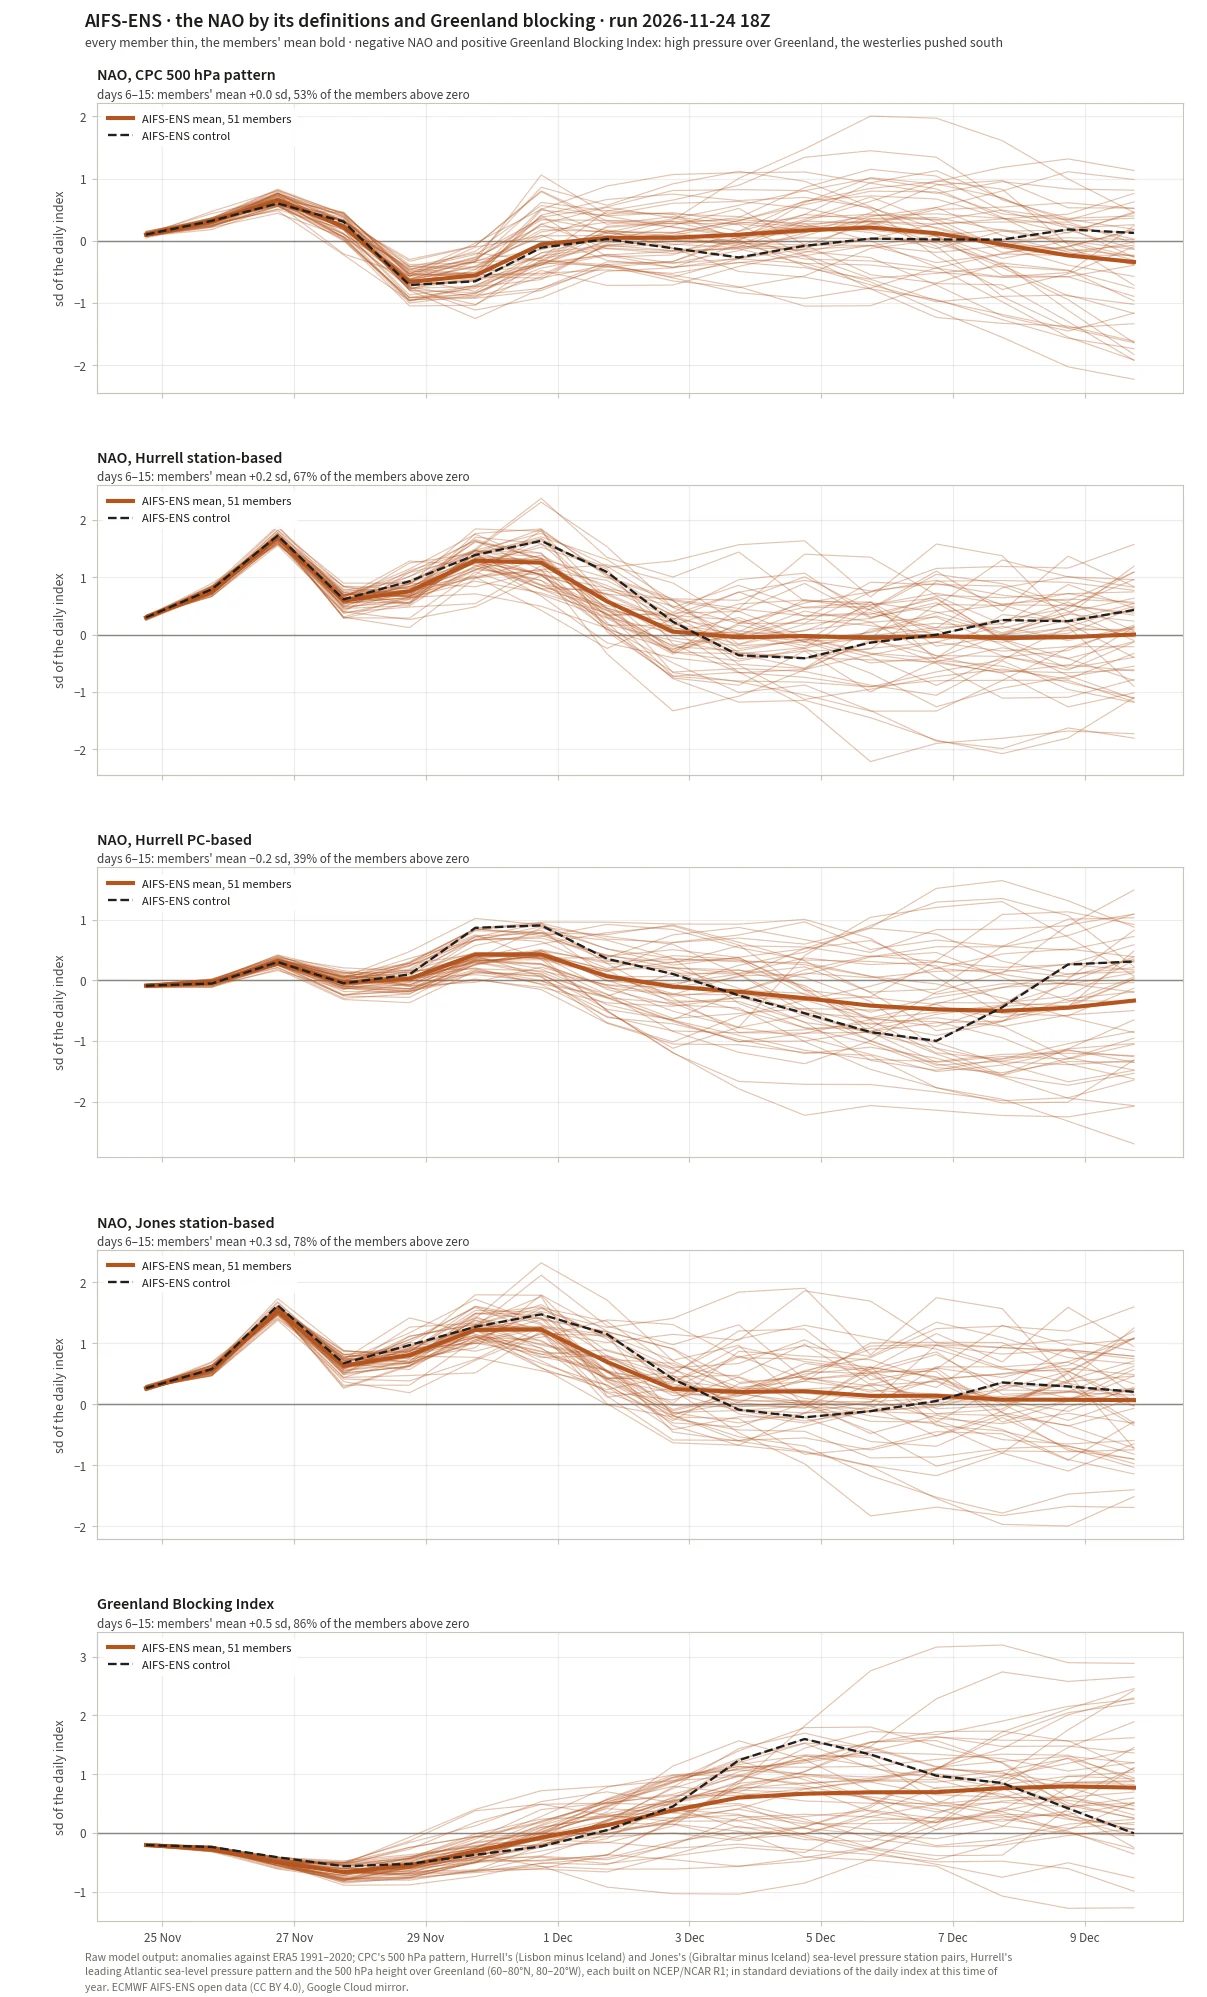 AIFS-ENS · the NAO by its definitions and Greenland blocking · run 2026-11-24 18Z
every member thin, the members' mean bold · negative NAO and positive Greenland Blocking Index: high pressure over Greenland, the westerlies pushed south
NAO, CPC 500 hPa pattern
days 6–15: members' mean +0.0 sd, 53% of the members above zero
AIFS-ENS mean, 51 members
AIFS-ENS control
2
1
0
−1
−2
sd of the daily index
NAO, Hurrell station-based
days 6–15: members' mean +0.2 sd, 67% of the members above zero
AIFS-ENS mean, 51 members
AIFS-ENS control
2
1
0
−1
−2
sd of the daily index
NAO, Hurrell PC-based
days 6–15: members' mean −0.2 sd, 39% of the members above zero
AIFS-ENS mean, 51 members
AIFS-ENS control
1
0
−1
−2
sd of the daily index
NAO, Jones station-based
days 6–15: members' mean +0.3 sd, 78% of the members above zero
AIFS-ENS mean, 51 members
AIFS-ENS control
2
1
0
−1
−2
sd of the daily index
Greenland Blocking Index
days 6–15: members' mean +0.5 sd, 86% of the members above zero
AIFS-ENS mean, 51 members
AIFS-ENS control
3
2
1
0
−1
sd of the daily index
25 Nov 27 Nov 29 Nov 1 Dec 3 Dec 5 Dec 7 Dec 9 Dec
Raw model output: anomalies against ERA5 1991–2020; CPC's 500 hPa pattern, Hurrell's (Lisbon minus Iceland) and Jones's (Gibraltar minus Iceland) sea-level pressure station pairs, Hurrell's
leading Atlantic sea-level pressure pattern and the 500 hPa height over Greenland (60–80°N, 80–20°W), each built on NCEP/NCAR R1; in standard deviations of the daily index at this time of
year. ECMWF AIFS-ENS open data (CC BY 4.0), Google Cloud mirror.